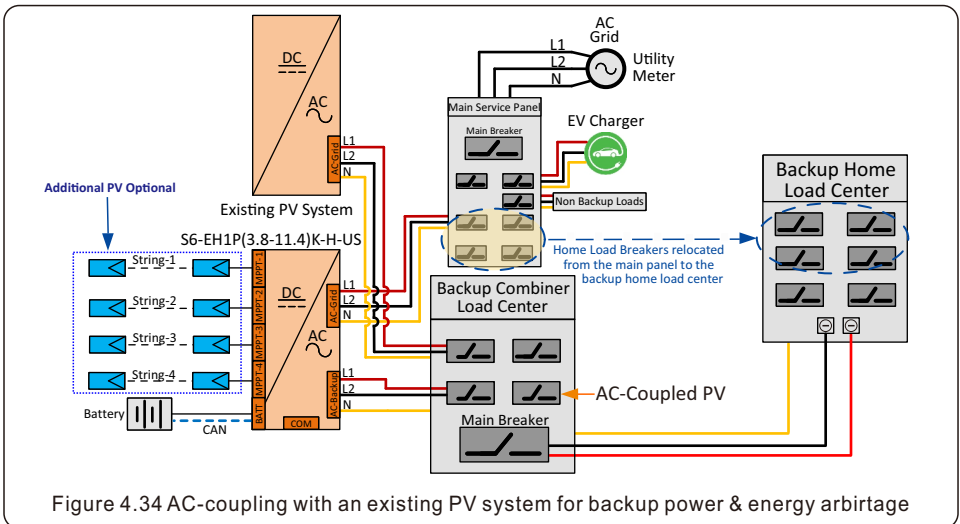 AC
Grid
L1
L2
N
Utility
Meter
DC
AC
AC-Grid
L1
L2
N
Existing PV System
Main Service Panel
Main Breaker
EV Charger
Non Backup Loads
Home Load Breakers relocated
from the main panel to the
backup home load center
Backup Home
Load Center
Additional PV Optional
String-1
String-2
String-3
String-4
S6-EH1P(3.8-11.4)K-H-US
MPPT-1
MPPT-2
MPPT-3
MPPT-4
BATT
DC
AC
AC-Grid
L1
L2
N
AC-Backup
L1
L2
N
COM
Battery
CAN
Backup Combiner
Load Center
AC-Coupled PV
Main Breaker
Figure 4.34 AC-coupling with an existing PV system for backup power & energy arbirtage